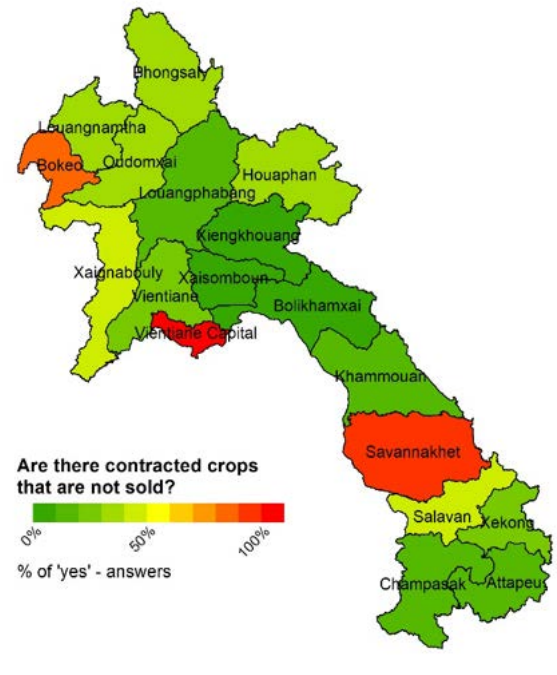 Phongsaly
Louangnamtha
Bokeo
Oudomxai
Houaphan
Louangphabang
Xiengkhouang
Xaignabouly
Xaisomboun
Vientiane
Bolikhamxai
Vientiane Capital
Khammouan
Savannakhet
Are there contracted crops
that are not sold?
0%
50%
100%
% of 'yes' - answers
Salavan
Xekong
Champasak
Attapeu